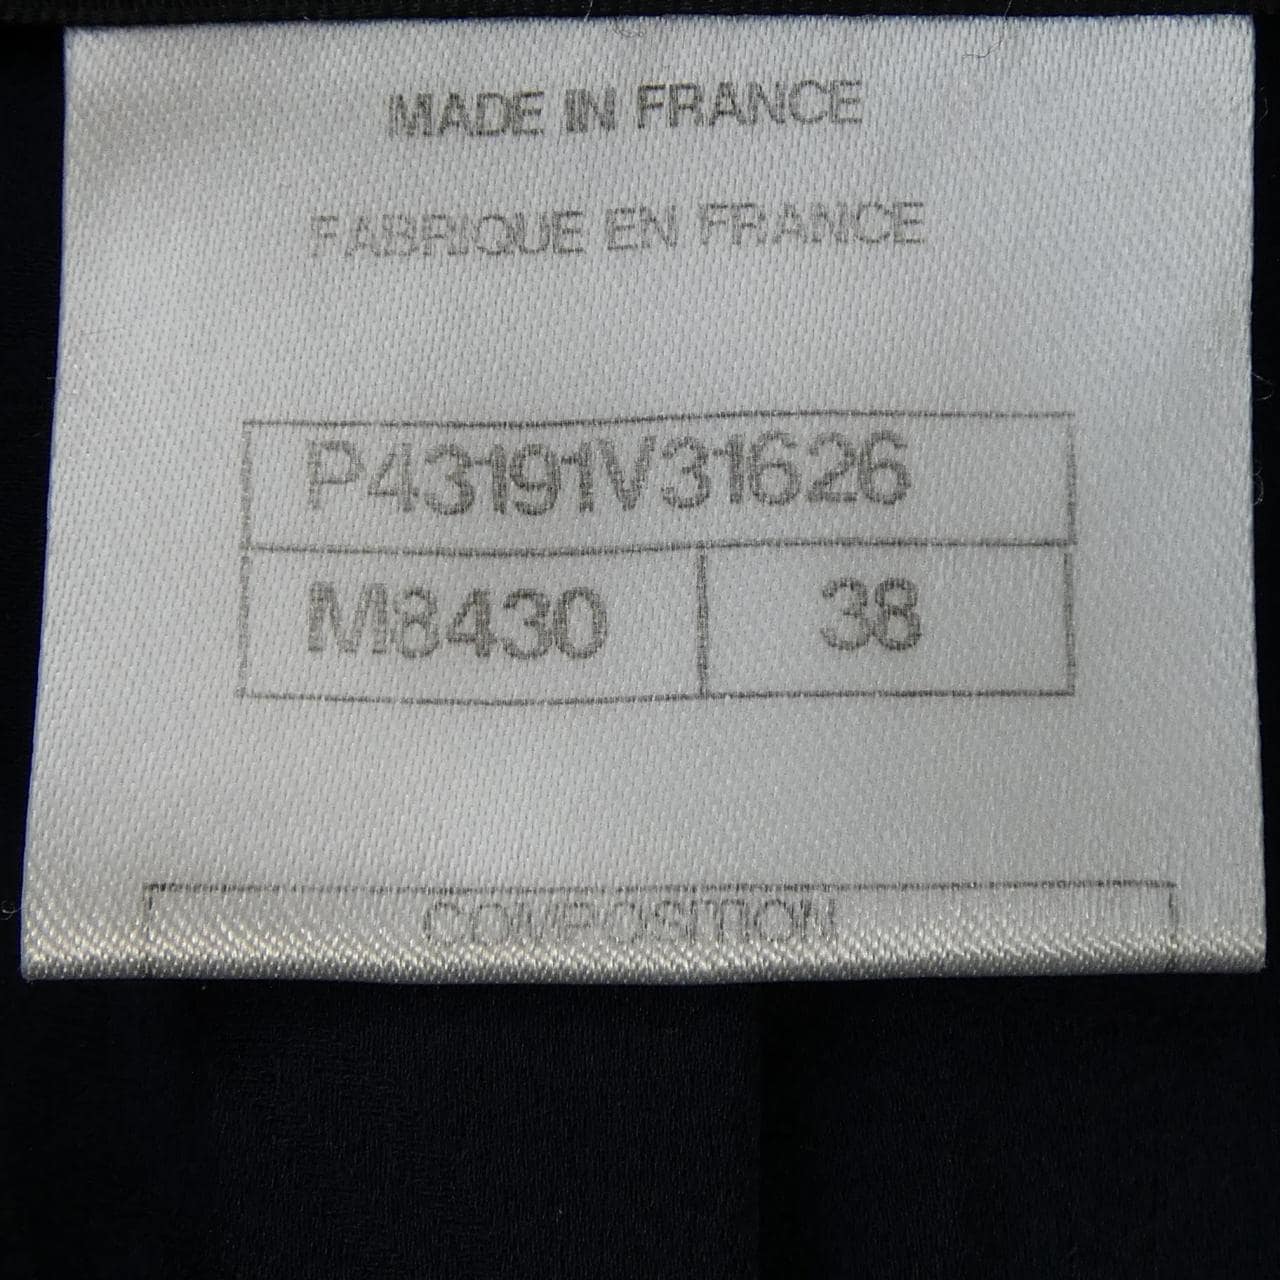 MADE IN FRANCE
FABRIQUE EN FRANCE
P43191V31626
M8430 38
COMPOSITION